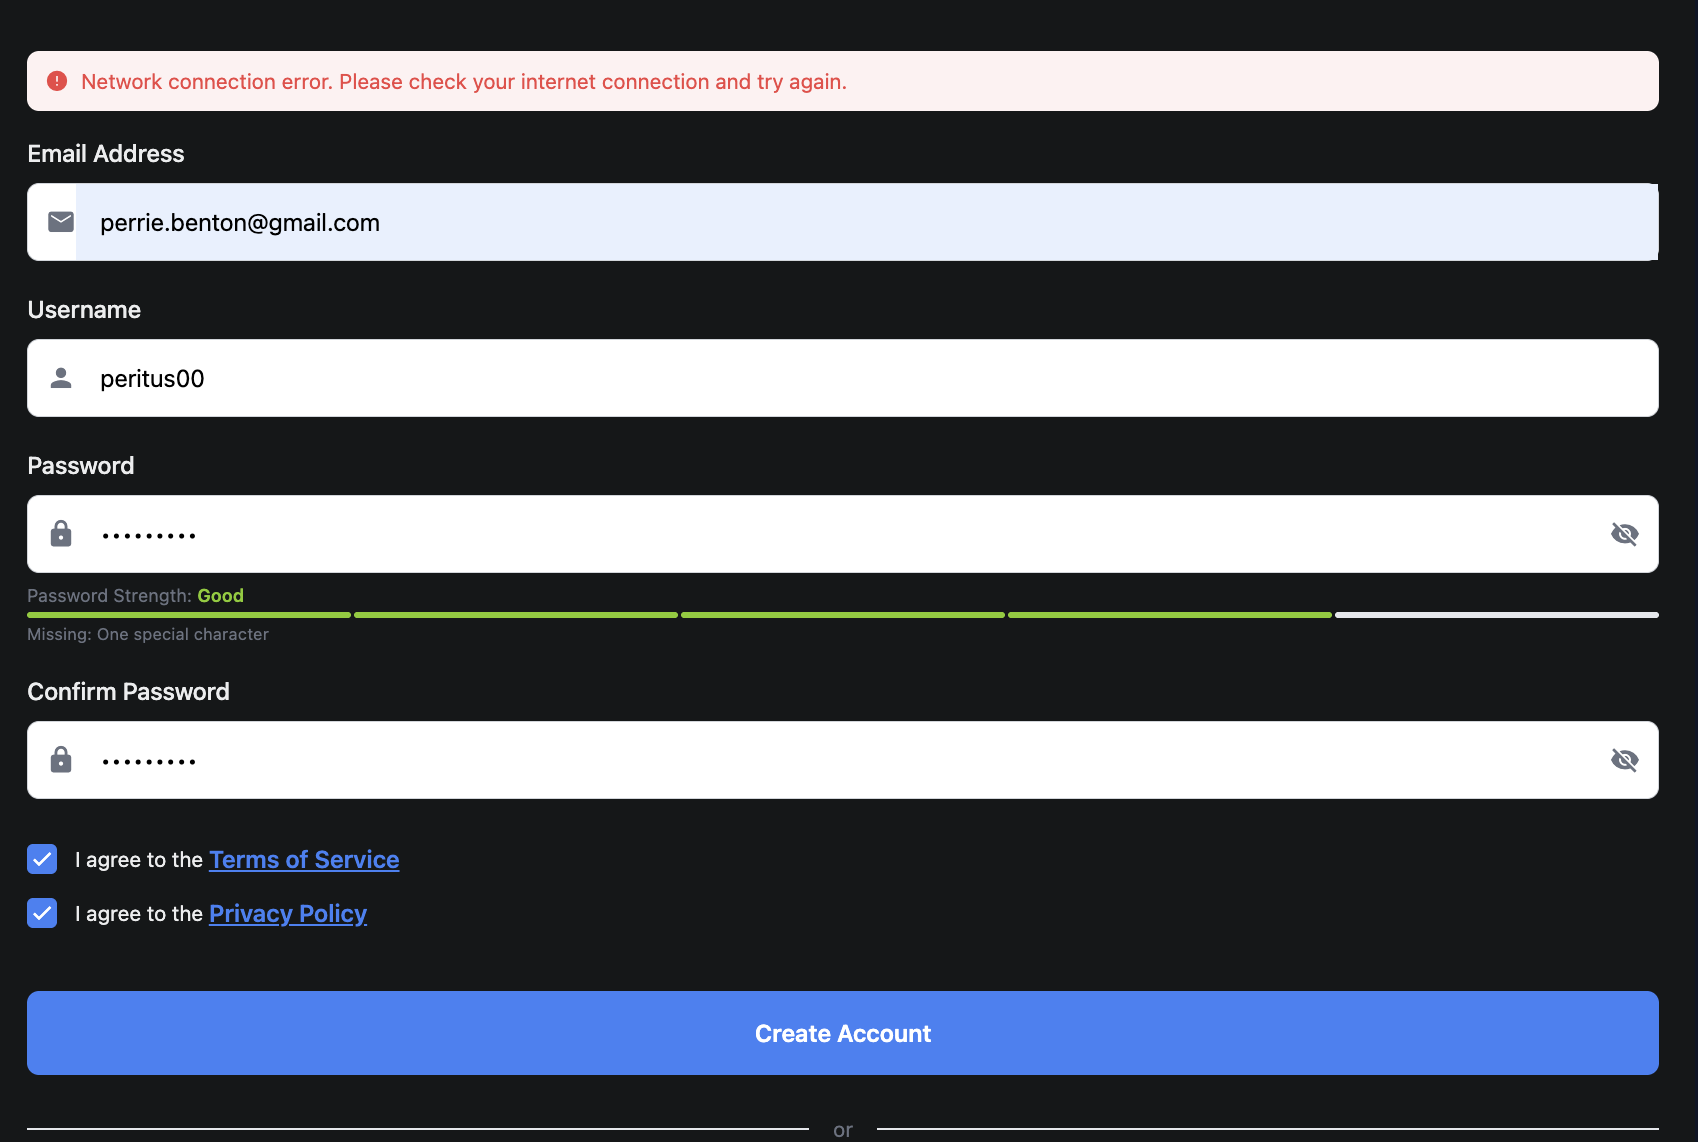 Network connection error. Please check your internet connection and try again.
Email Address
perrie.benton@gmail.com
Username
peritus00
Password
•••••••••
Password Strength: Good
Missing: One special character
Confirm Password
•••••••••
I agree to the Terms of Service
I agree to the Privacy Policy
Create Account
or